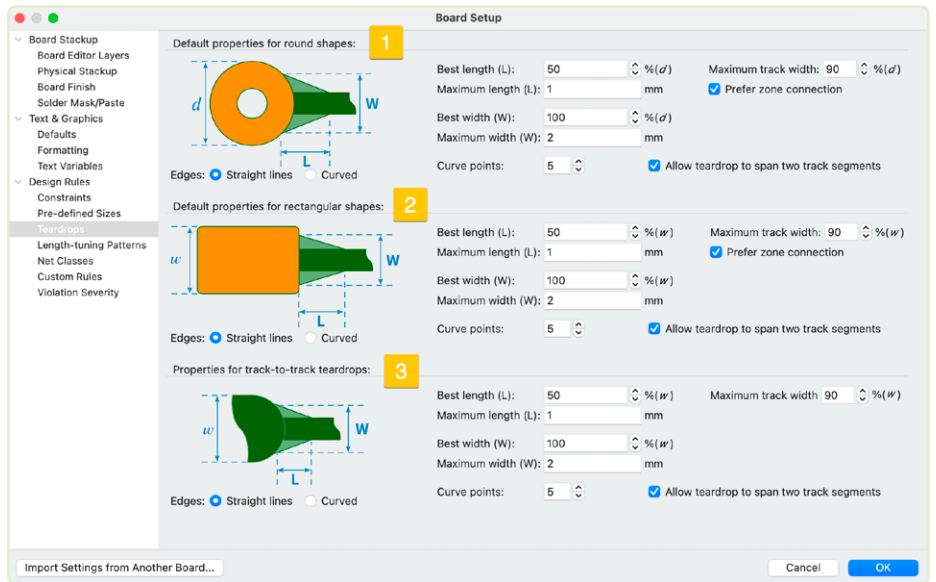 Board Setup
Board Stackup
Board Editor Layers
Physical Stackup
Board Finish
Solder Mask/Paste
Text & Graphics
Defaults
Formatting
Text Variables
Design Rules
Constraints
Pre-defined Sizes
Teardrops
Length-tuning Patterns
Net Classes
Custom Rules
Violation Severity
Default properties for round shapes: 1
d W L
Edges: Straight lines Curved
Best length (L): 50 %(d) Maximum track width: 90 %(d)
Maximum length (L): 1 mm Prefer zone connection
Best width (W): 100 %(d)
Maximum width (W): 2 mm
Curve points: 5 Allow teardrop to span two track segments
Default properties for rectangular shapes: 2
w W L
Edges: Straight lines Curved
Best length (L): 50 %(w) Maximum track width: 90 %(w)
Maximum length (L): 1 mm Prefer zone connection
Best width (W): 100 %(w)
Maximum width (W): 2 mm
Curve points: 5 Allow teardrop to span two track segments
Properties for track-to-track teardrops: 3
w W L
Edges: Straight lines Curved
Best length (L): 50 %(w) Maximum track width 90 %(w)
Maximum length (L): 1 mm
Best width (W): 100 %(w)
Maximum width (W): 2 mm
Curve points: 5 Allow teardrop to span two track segments
Import Settings from Another Board... Cancel OK